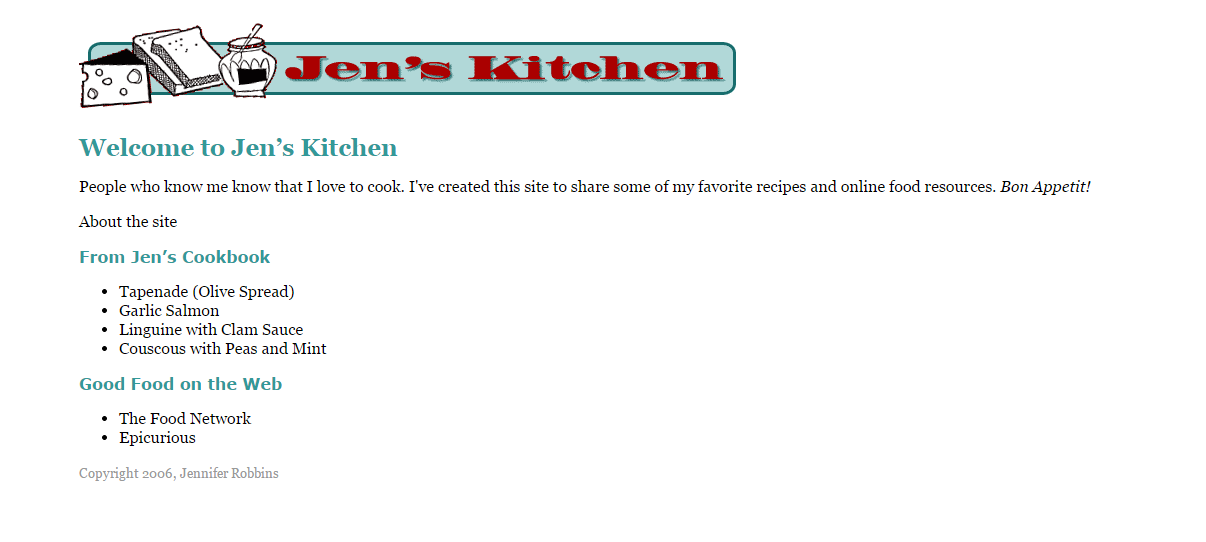 Jen's Kitchen
Welcome to Jen’s Kitchen
People who know me know that I love to cook. I've created this site to share some of my favorite recipes and online food resources. Bon Appetit!
About the site
From Jen’s Cookbook
• Tapenade (Olive Spread)
• Garlic Salmon
• Linguine with Clam Sauce
• Couscous with Peas and Mint
Good Food on the Web
• The Food Network
• Epicurious
Copyright 2006, Jennifer Robbins